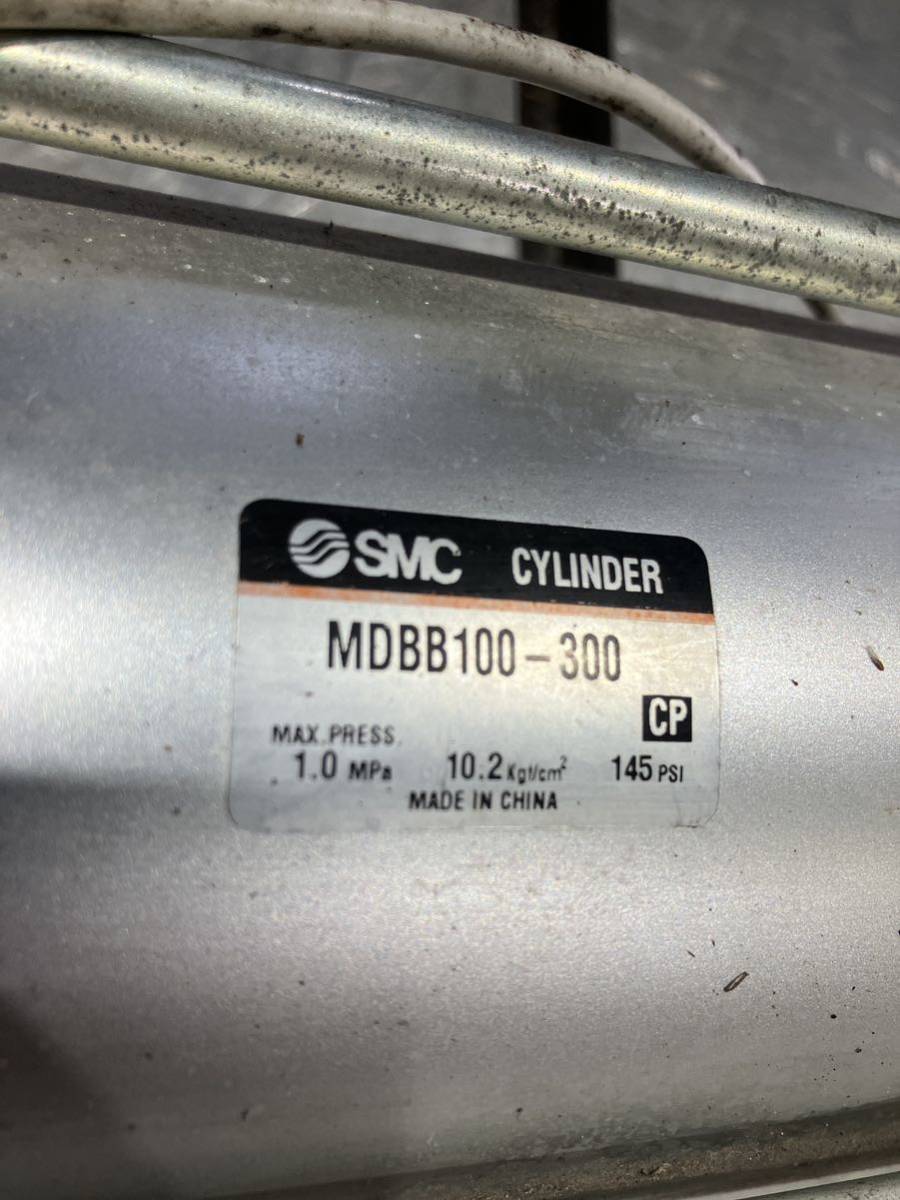 SMC CYLINDER
MDBB100-300
CP
MAX.PRESS.
1.0 MPa 10.2 Kgf/cm² 145 PSI
MADE IN CHINA